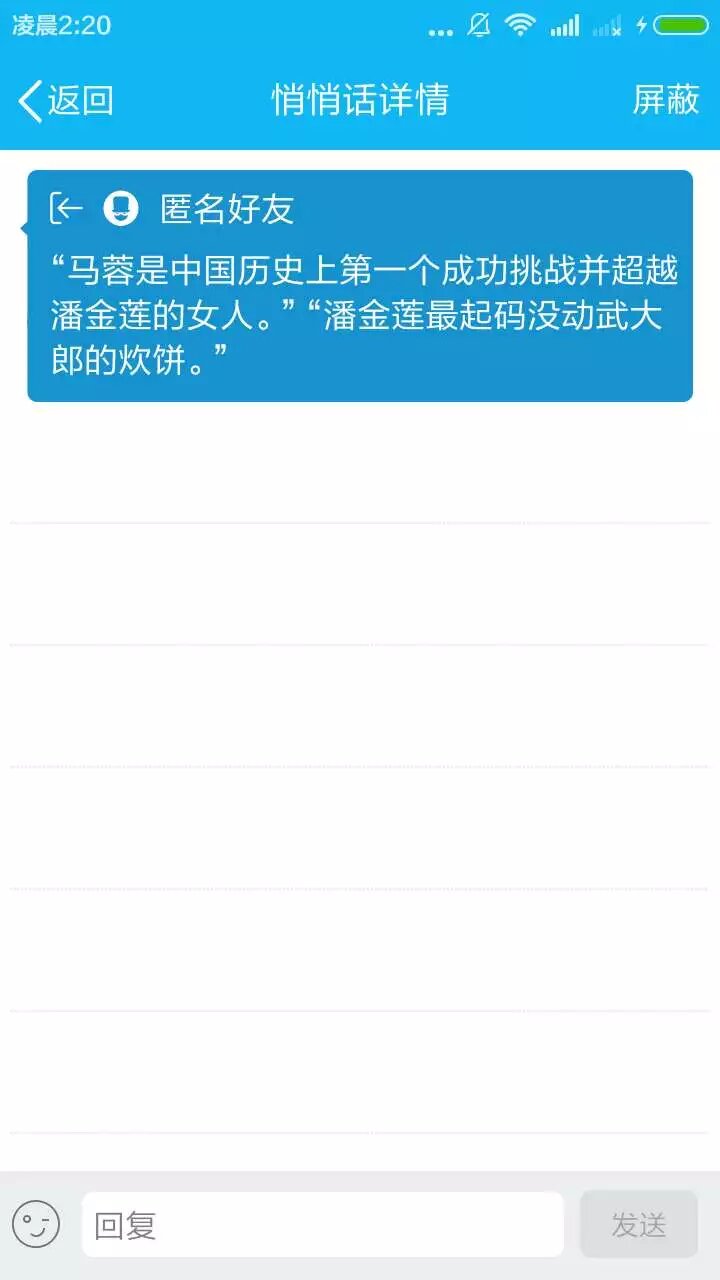 凌晨2:20
返回
悄悄话详情
屏蔽
匿名好友
“马蓉是中国历史上第一个成功挑战并超越
潘金莲的女人。”“潘金莲最起码没动武大
郎的炊饼。”
回复
发送